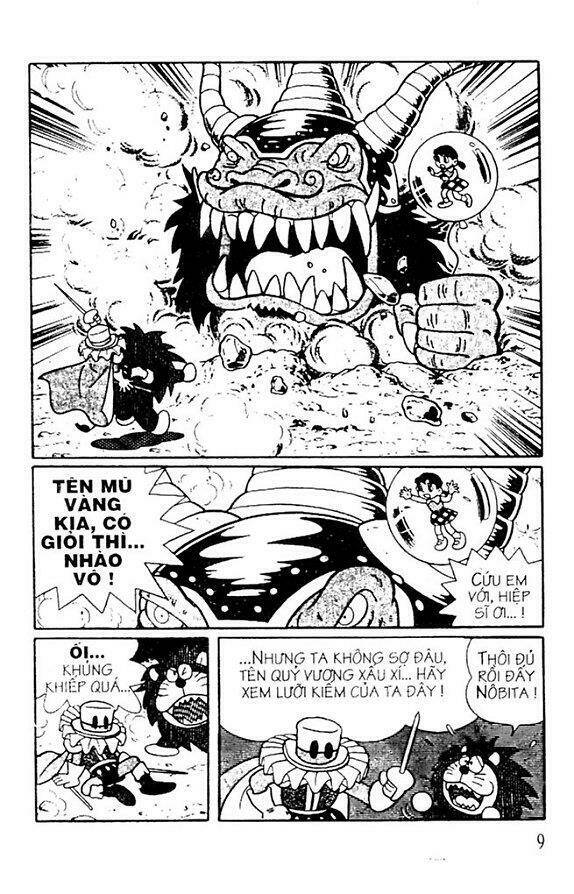 TÊN MŨ
VÀNG
KỊA, CÓ
GIỎI THÌ...
NHÀO
VÔ !
CỨU EM
VỚI, HIỆP
SĨ ƠI... !
ỐI...
KHỦNG
KHIẾP QUÁ...
...NHƯNG TA KHÔNG SỢ ĐÂU,
TÊN QUỶ VƯƠNG XẤU XÍ... HÃY
XEM LƯỠI KIẾM CỦA TA ĐÂY !
THÔI ĐỦ
RỒI ĐẤY
NÔBITA !
9